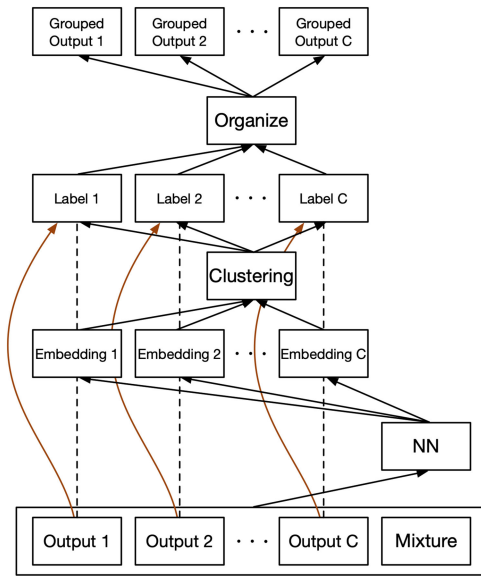 Grouped
Output 1
Grouped
Output 2
· · ·
Grouped
Output C
Organize
Label 1
Label 2
· · ·
Label C
Clustering
Embedding 1
Embedding 2
· · ·
Embedding C
NN
Output 1
Output 2
· · ·
Output C
Mixture